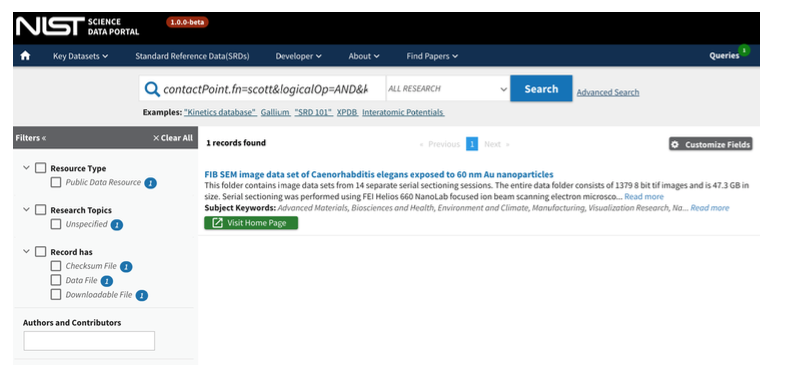 NIST SCIENCE DATA PORTAL
1.0.0-beta
Key Datasets Standard Reference Data(SRDs) Developer About Find Papers Queries 1
contactPoint.fn=scott&logicalOp=AND&k ALL RESEARCH Search Advanced Search
Examples: "Kinetics database" Gallium "SRD 101" XPDB Interatomic Potentials
Filters « × Clear All
Resource Type
Public Data Resource 1
Research Topics
Unspecified 1
Record has
Checksum File 1
Data File 1
Downloadable File 1
Authors and Contributors
1 records found « Previous 1 Next » Customize Fields
FIB SEM image data set of Caenorhabditis elegans exposed to 60 nm Au nanoparticles
This folder contains image data sets from 14 separate serial sectioning sessions. The entire data folder consists of 1379 8 bit tif images and is 47.3 GB in
size. Serial sectioning was performed using FEI Helios 660 NanoLab focused ion beam scanning electron microsco... Read more
Subject Keywords: Advanced Materials, Biosciences and Health, Environment and Climate, Manufacturing, Visualization Research, Na... Read more
Visit Home Page